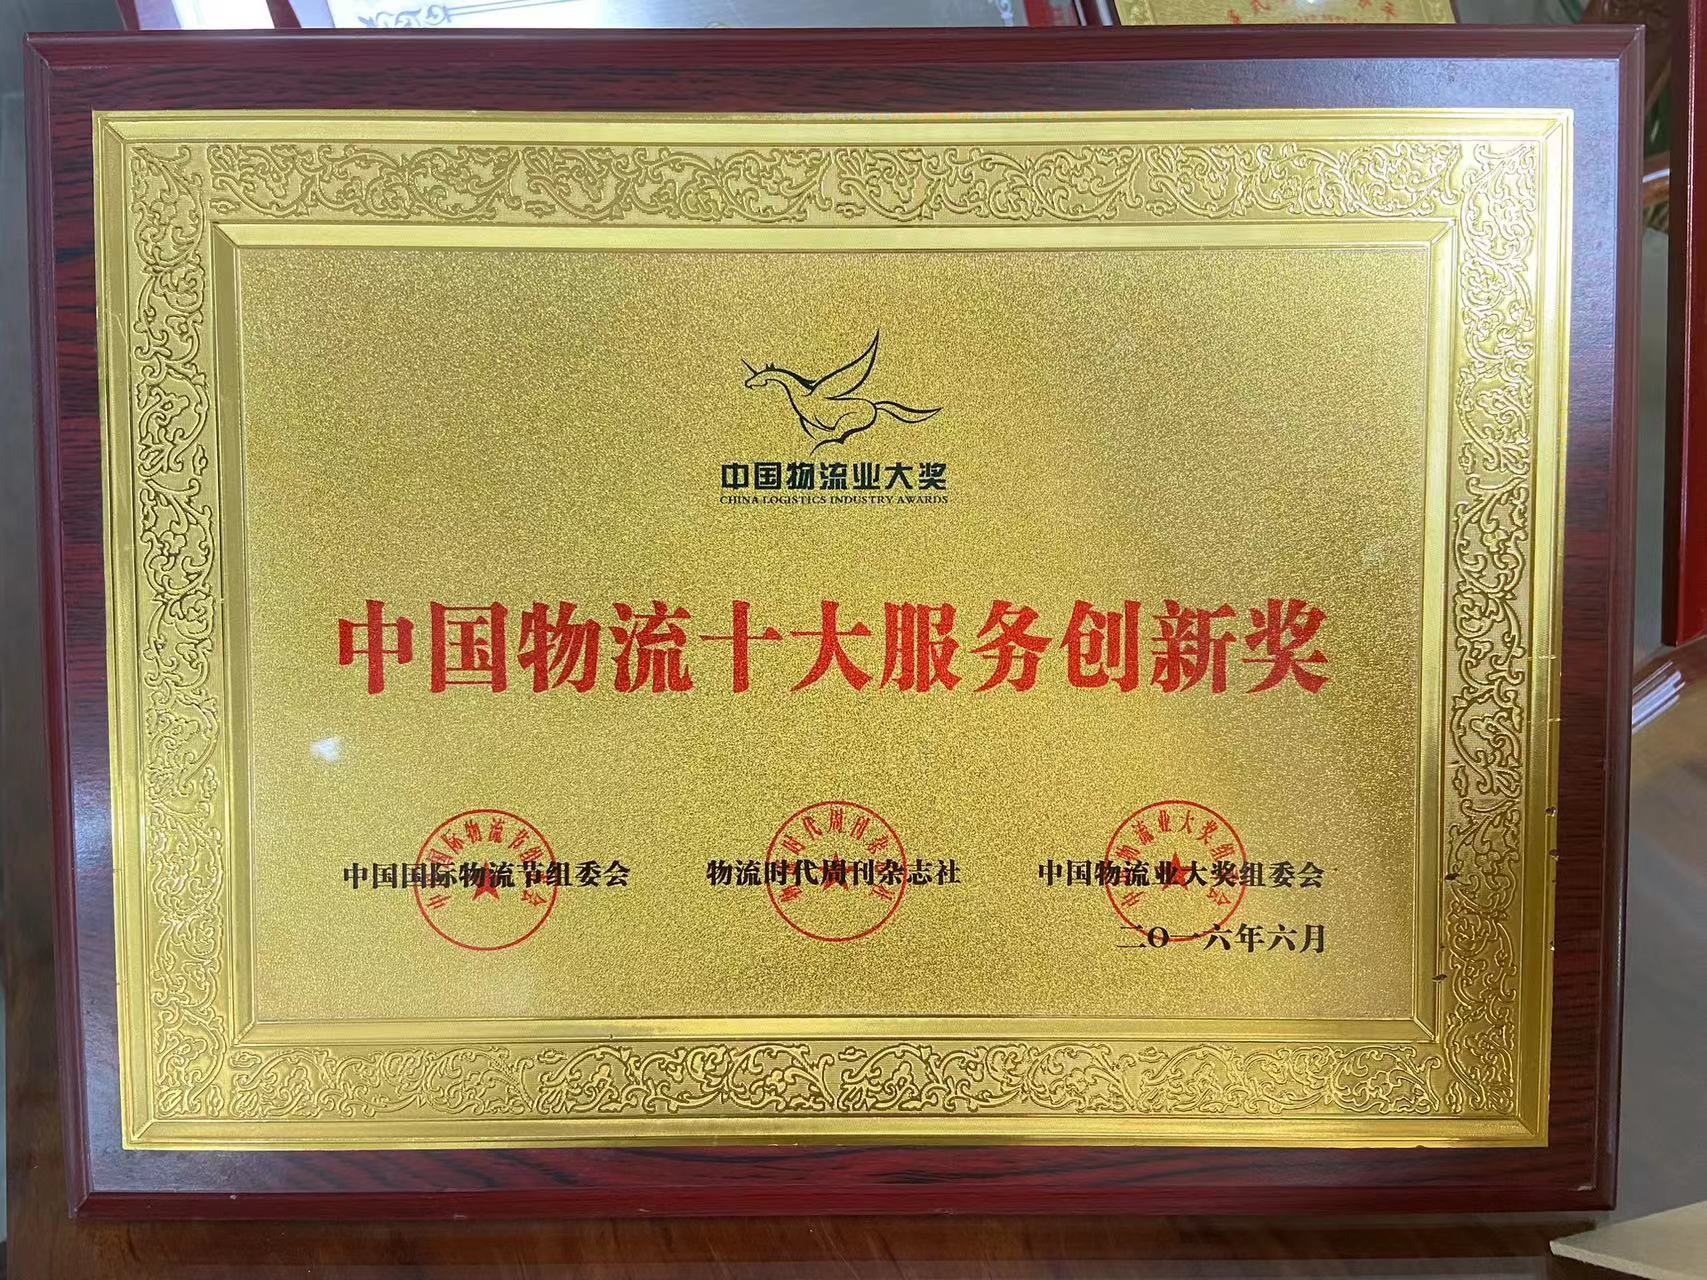 中国物流业大奖
CHINA LOGISTICS INDUSTRY AWARDS
中国物流十大服务创新奖
中国国际物流节组委会
物流时代周刊杂志社
中国物流业大奖组委会
二〇一六年六月